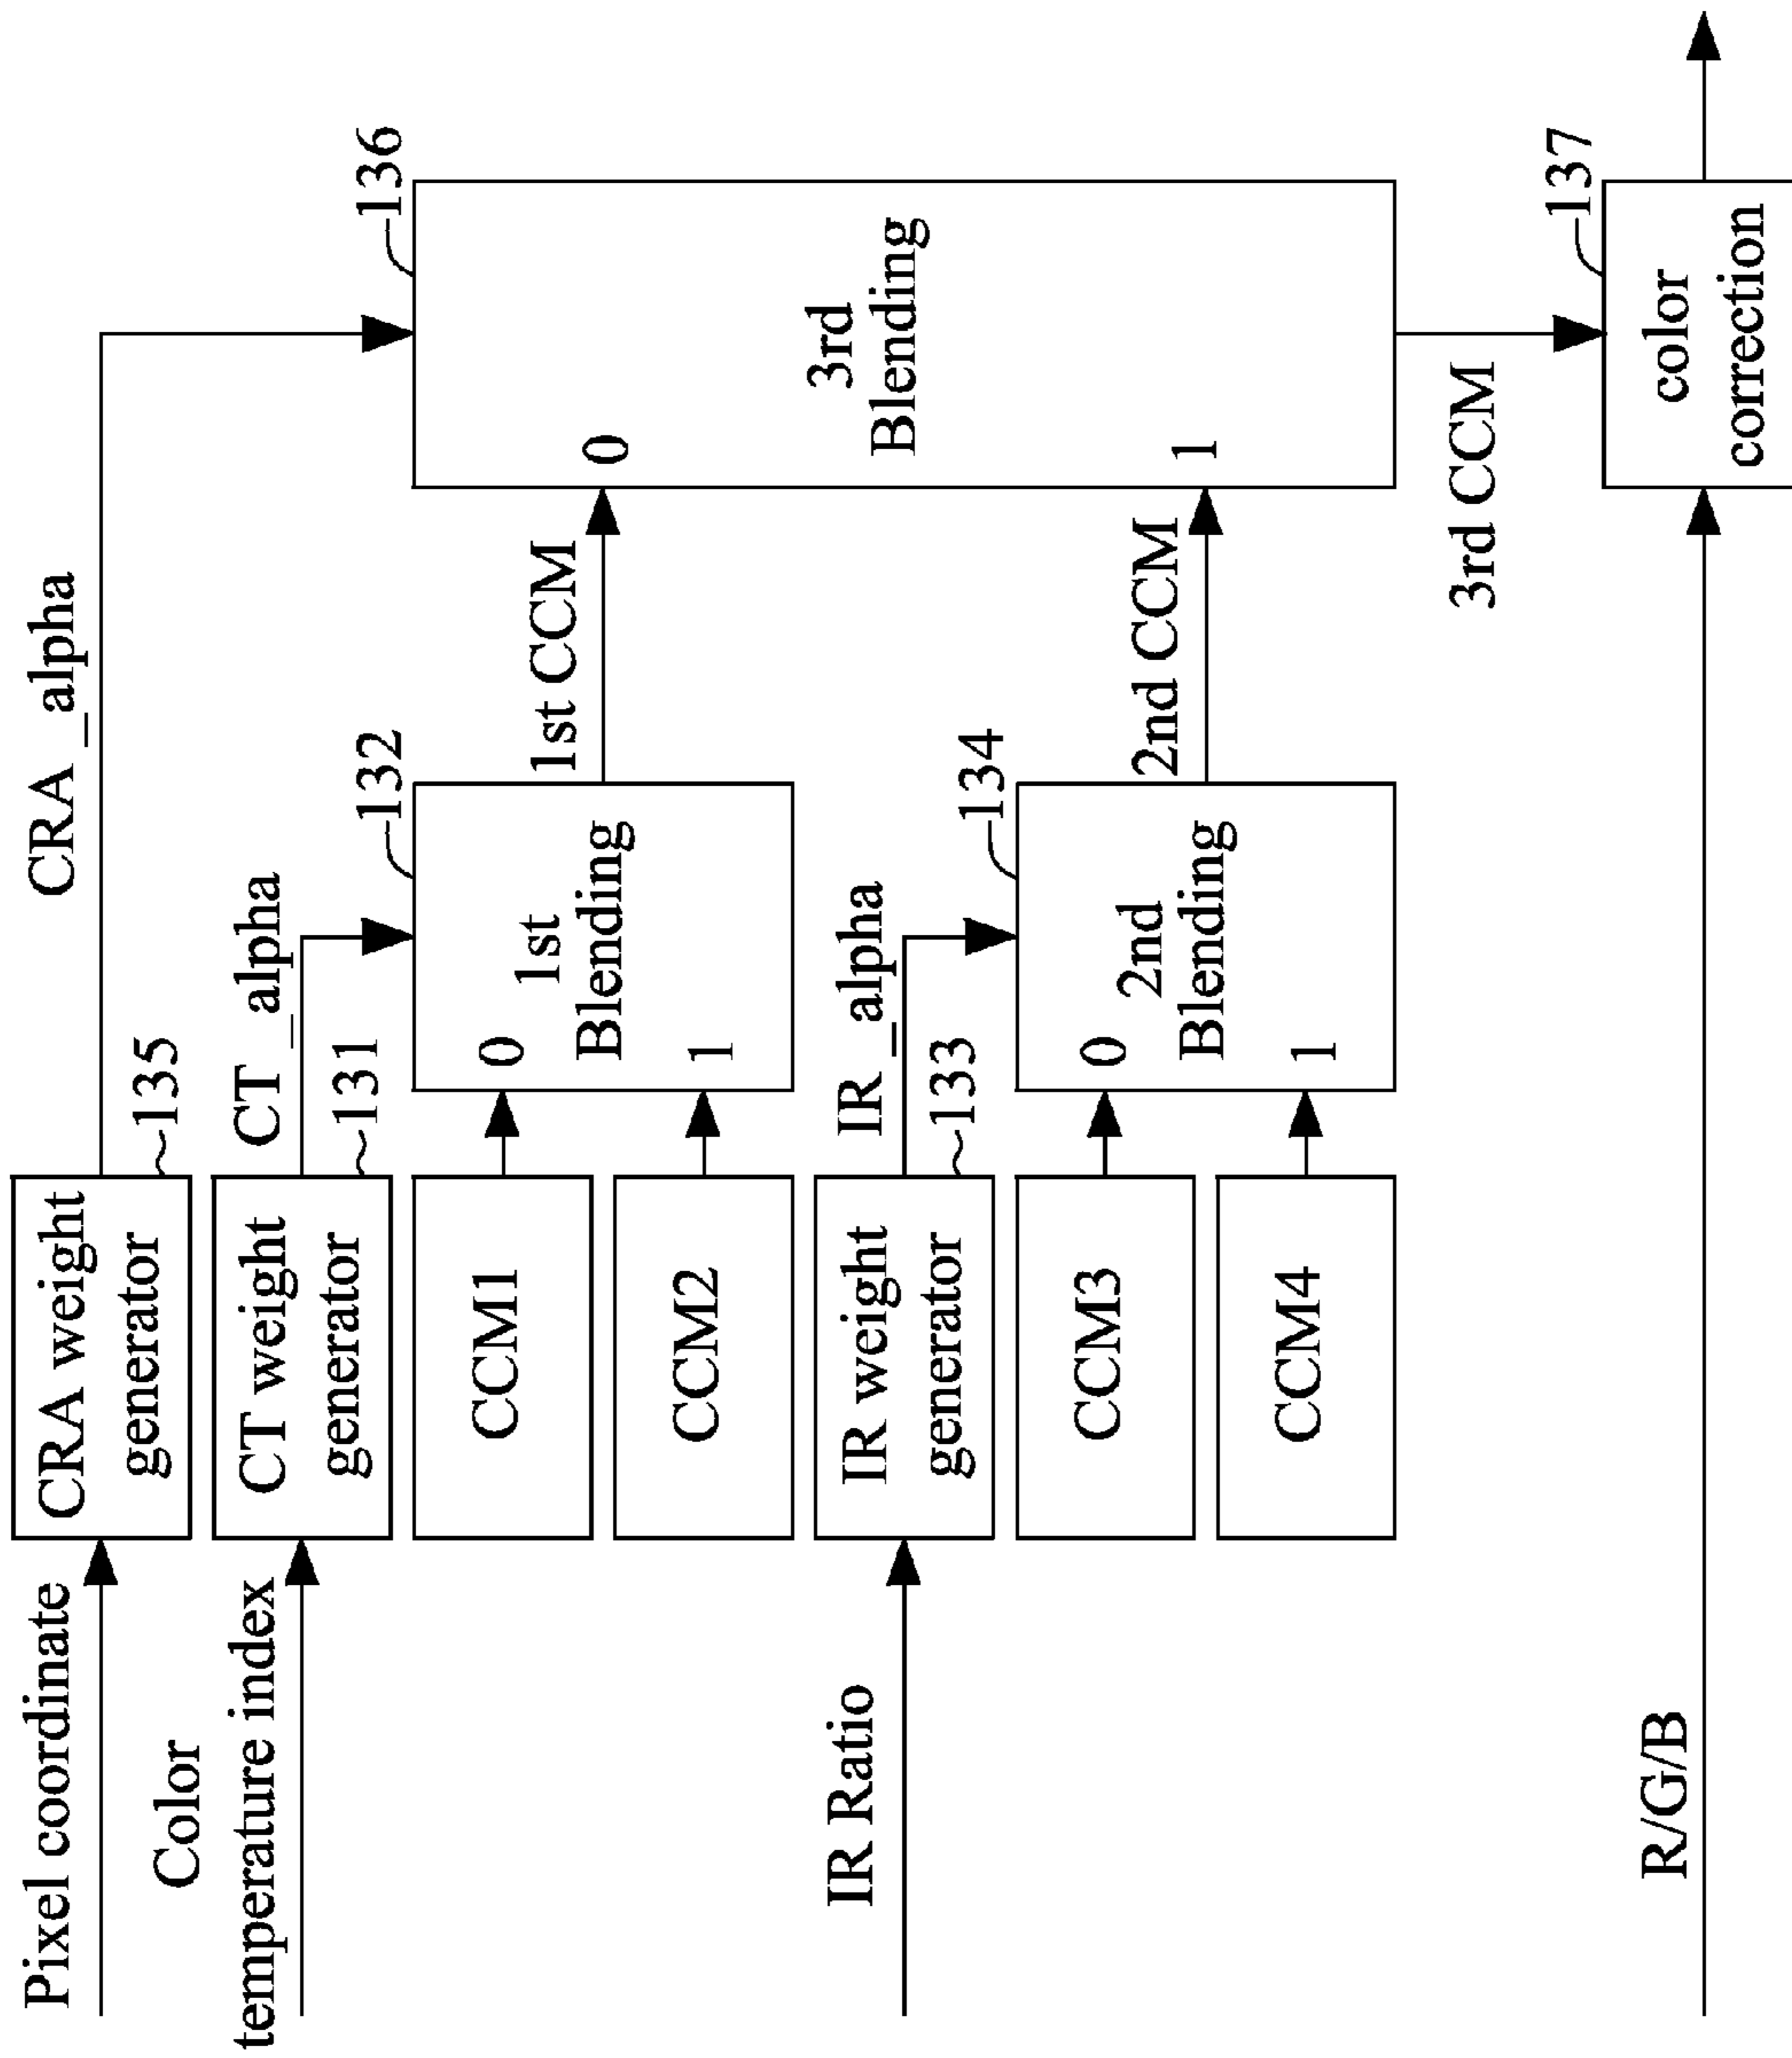 Pixel coordinate
CRA weight
generator
135
CRA_alpha
Color
temperature index
CT weight
generator
131
CT_alpha
CCM1
CCM2
0
1
1st
Blending
132
1st CCM
IR Ratio
IR weight
generator
133
IR_alpha
CCM3
CCM4
0
1
2nd
Blending
134
2nd CCM
0
1
3rd
Blending
136
3rd CCM
R/G/B
color
correction
137